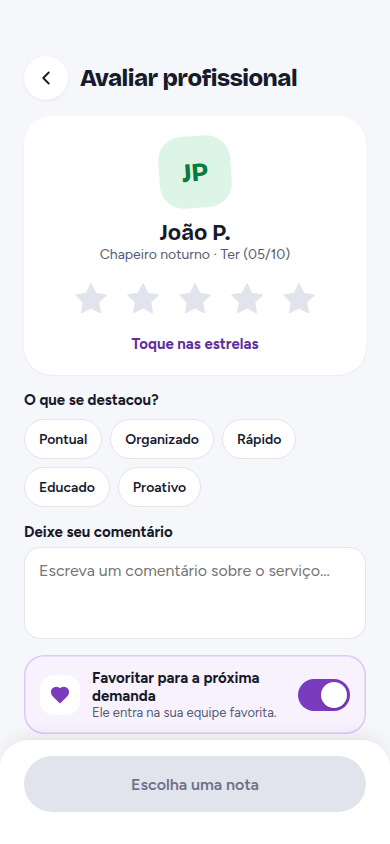 Avaliar profissional
JP
João P.
Chapeiro noturno · Ter (05/10)
Toque nas estrelas
O que se destacou?
Pontual Organizado Rápido
Educado Proativo
Deixe seu comentário
Escreva um comentário sobre o serviço...
Favoritar para a próxima
demanda
Ele entra na sua equipe favorita.
Escolha uma nota